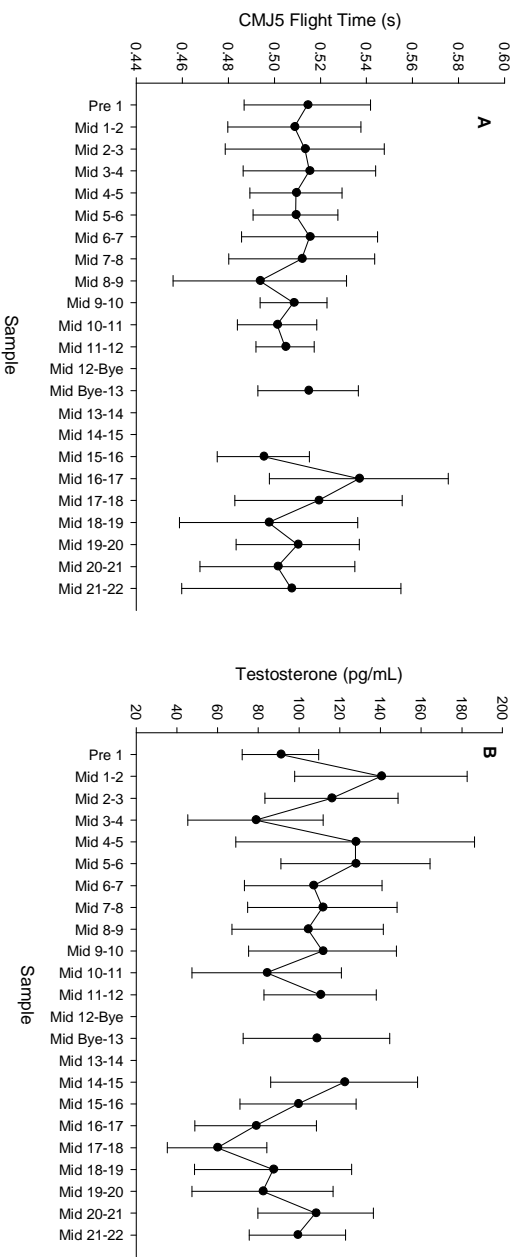 A
CMJ5 Flight Time (s)
0.44
0.46
0.48
0.50
0.52
0.54
0.56
0.58
0.60
Pre 1
Mid 1-2
Mid 2-3
Mid 3-4
Mid 4-5
Mid 5-6
Mid 6-7
Mid 7-8
Mid 8-9
Mid 9-10
Mid 10-11
Mid 11-12
Mid 12-Bye
Mid Bye-13
Mid 13-14
Mid 14-15
Mid 15-16
Mid 16-17
Mid 17-18
Mid 18-19
Mid 19-20
Mid 20-21
Mid 21-22
Sample
B
Testosterone (pg/mL)
20
40
60
80
100
120
140
160
180
200
Pre 1
Mid 1-2
Mid 2-3
Mid 3-4
Mid 4-5
Mid 5-6
Mid 6-7
Mid 7-8
Mid 8-9
Mid 9-10
Mid 10-11
Mid 11-12
Mid 12-Bye
Mid Bye-13
Mid 13-14
Mid 14-15
Mid 15-16
Mid 16-17
Mid 17-18
Mid 18-19
Mid 19-20
Mid 20-21
Mid 21-22
Sample